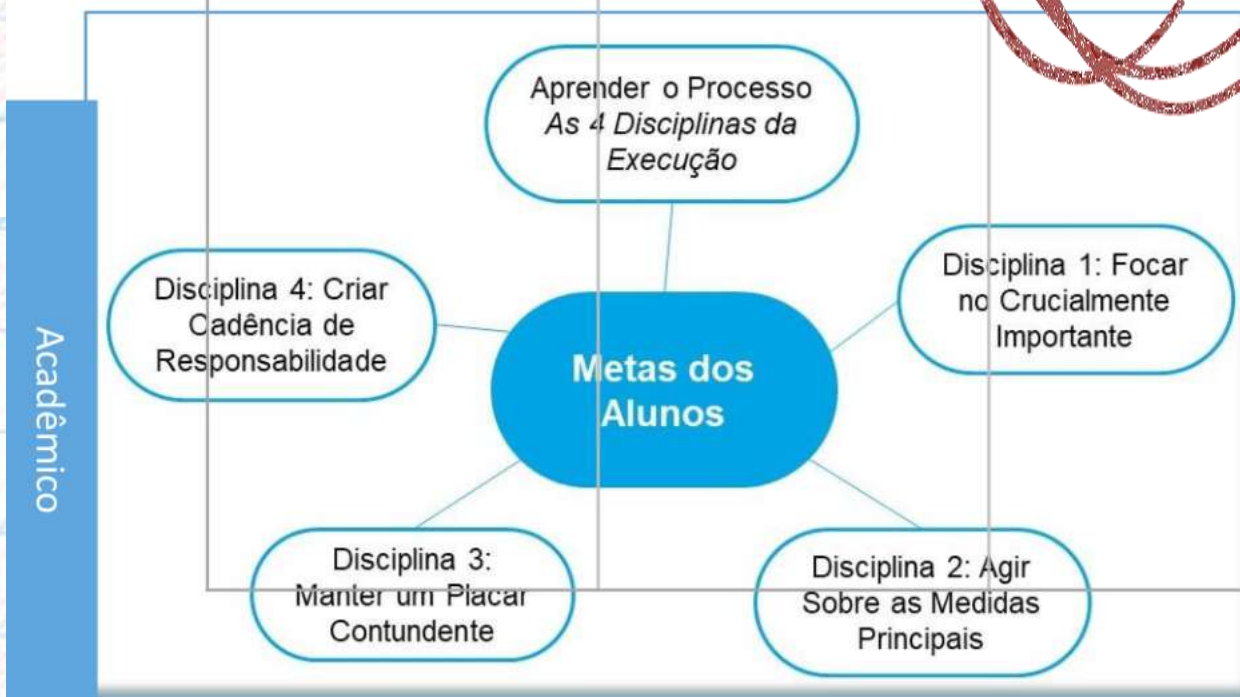 Acadêmico
Aprender o Processo
As 4 Disciplinas da
Execução
Disciplina 1: Focar
no Crucialmente
Importante
Disciplina 4: Criar
Cadência de
Responsabilidade
Metas dos
Alunos
Disciplina 3:
Manter um Placar
Contundente
Disciplina 2: Agir
Sobre as Medidas
Principais